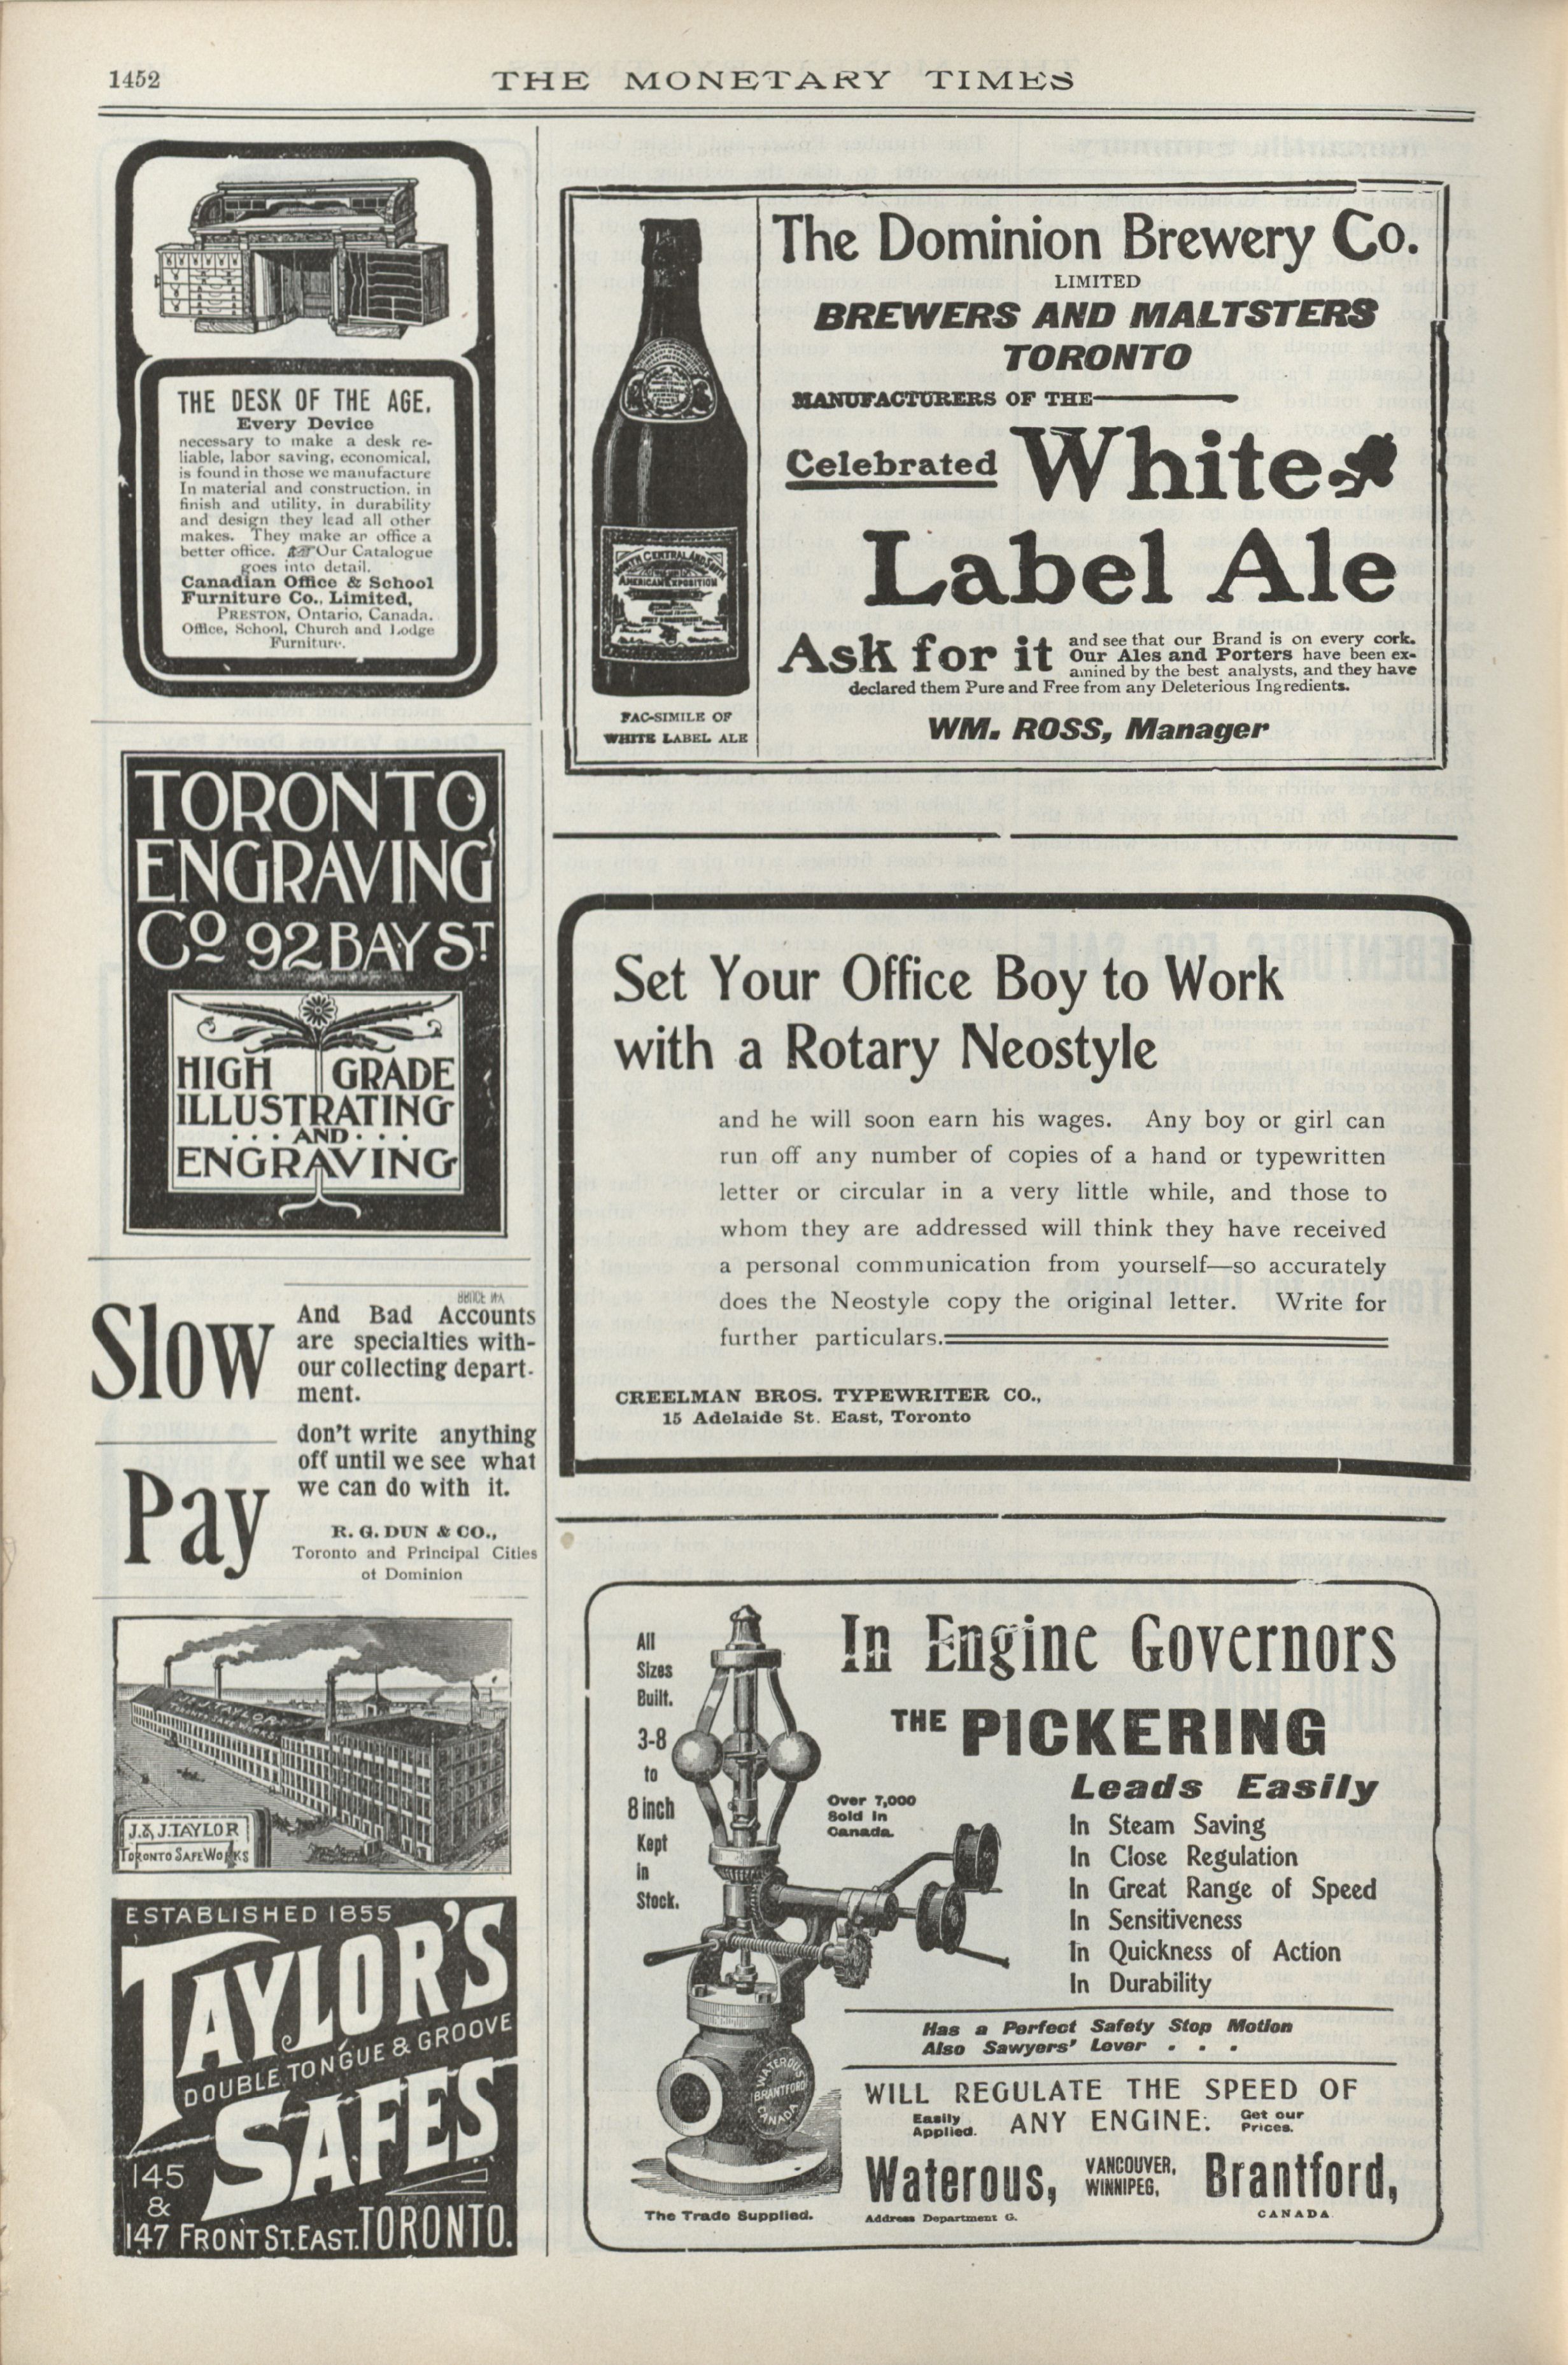 1452
THE MONETARY TIMES
THE DESK OF THE AGE.
Every Device
necessary to make a desk re-
liable, labor saving, economical,
is found in those we manufacture
In material and construction, in
finish and utility, in durability
and design they lead all other
makes. They make an office a
better office. Our Catalogue
goes into detail.
Canadian Office & School
Furniture Co., Limited,
PRESTON, Ontario, Canada.
Office, School, Church and Lodge
Furniture.
TORONTO
ENGRAVING
Co 92 BAY ST.
HIGH GRADE
ILLUSTRATING
...AND...
ENGRAVING
Slow
Pay
And Bad Accounts
are specialties with-
our collecting depart-
ment.
don't write anything
off until we see what
we can do with it.
R. G. DUN & CO.,
Toronto and Principal Cities
of Dominion
J. & J. TAYLOR
TORONTO SAFE WORKS
J. & J. TAYLOR
TORONTO SAFE WORKS
ESTABLISHED 1855
TAYLOR'S
DOUBLE TONGUE & GROOVE
SAFES
145
&
147 FRONT ST. EAST. TORONTO.
The Dominion Brewery Co.
LIMITED
BREWERS AND MALTSTERS
TORONTO
MANUFACTURERS OF THE
Celebrated White
Label Ale
Ask for it and see that our Brand is on every cork.
Our Ales and Porters have been ex-
amined by the best analysts, and they have
declared them Pure and Free from any Deleterious Ingredients.
WM. ROSS, Manager
NORTH CENTRAL AND SOUTH
AMERICAN EXPOSITION
FAC-SIMILE OF
WHITE LABEL ALE
Set Your Office Boy to Work
with a Rotary Neostyle
and he will soon earn his wages. Any boy or girl can
run off any number of copies of a hand or typewritten
letter or circular in a very little while, and those to
whom they are addressed will think they have received
a personal communication from yourself—so accurately
does the Neostyle copy the original letter. Write for
further particulars.
CREELMAN BROS. TYPEWRITER CO.,
15 Adelaide St. East, Toronto
All
Sizes
Built.
3-8
to
8 inch
Kept
in
Stock.
In Engine Governors
THE PICKERING
Leads Easily
Over 7,000
Sold in
Canada.
In Steam Saving
In Close Regulation
In Great Range of Speed
In Sensitiveness
In Quickness of Action
In Durability
Has a Perfect Safety Stop Motion
Also Sawyers' Lever . . .
WATEROUS
BRANTFORD
CANADA
WILL REGULATE THE SPEED OF
Easily
Applied.
ANY ENGINE.
Get our
Prices.
Waterous, VANCOUVER,
WINNIPEG, Brantford,
The Trade Supplied.
Address Department G.
CANADA